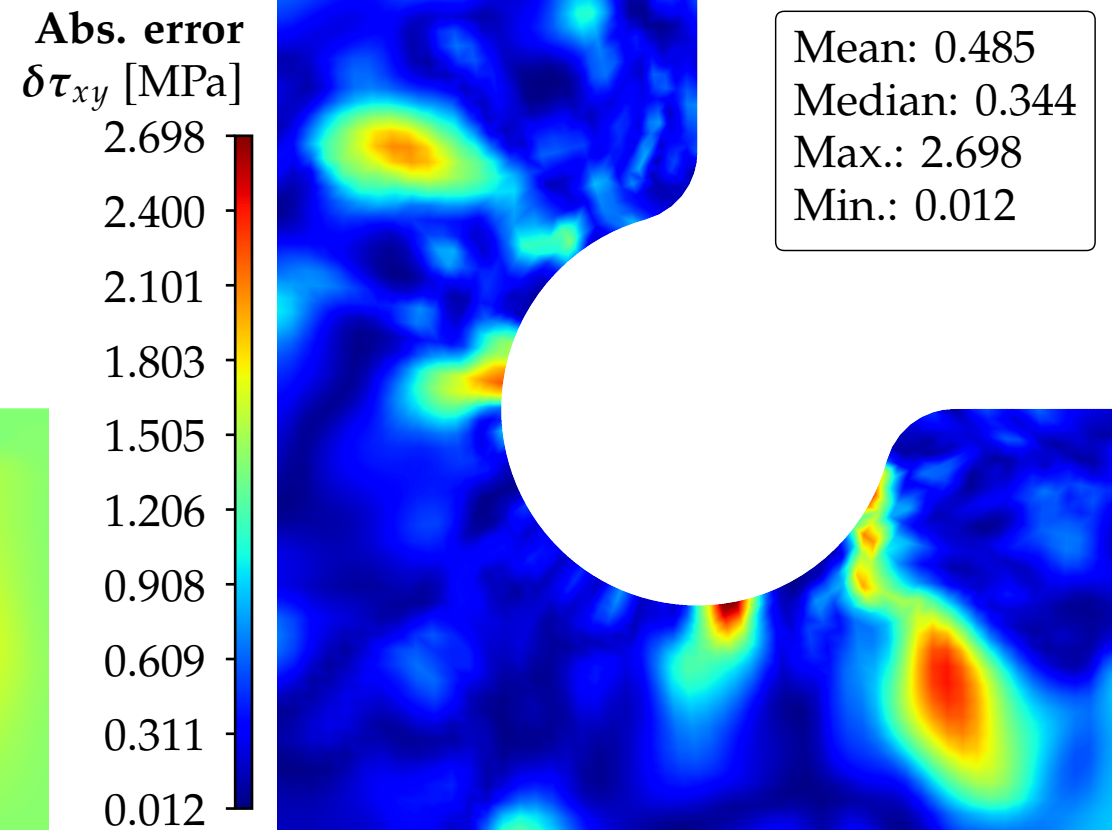 Abs. error
δτxy [MPa]
2.698
2.400
2.101
1.803
1.505
1.206
0.908
0.609
0.311
0.012
Mean: 0.485
Median: 0.344
Max.: 2.698
Min.: 0.012